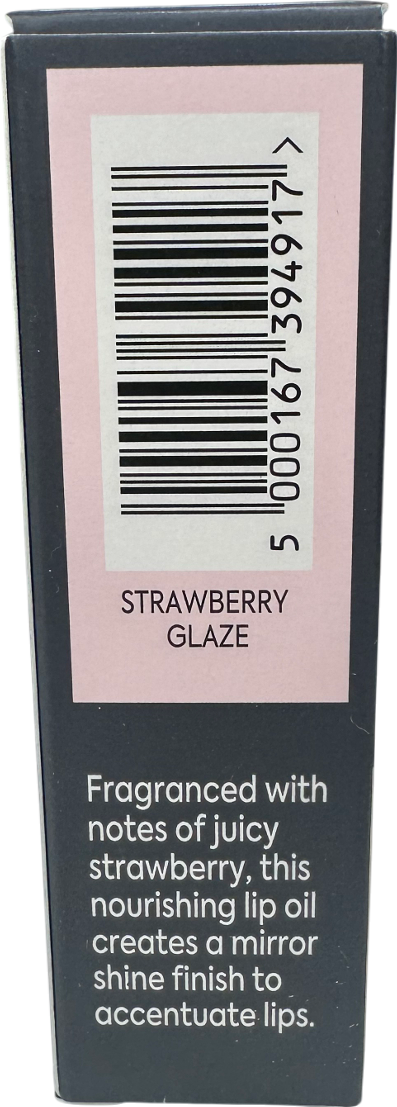 5 000167 394917 >
STRAWBERRY
GLAZE
Fragranced with
notes of juicy
strawberry, this
nourishing lip oil
creates a mirror
shine finish to
accentuate lips.